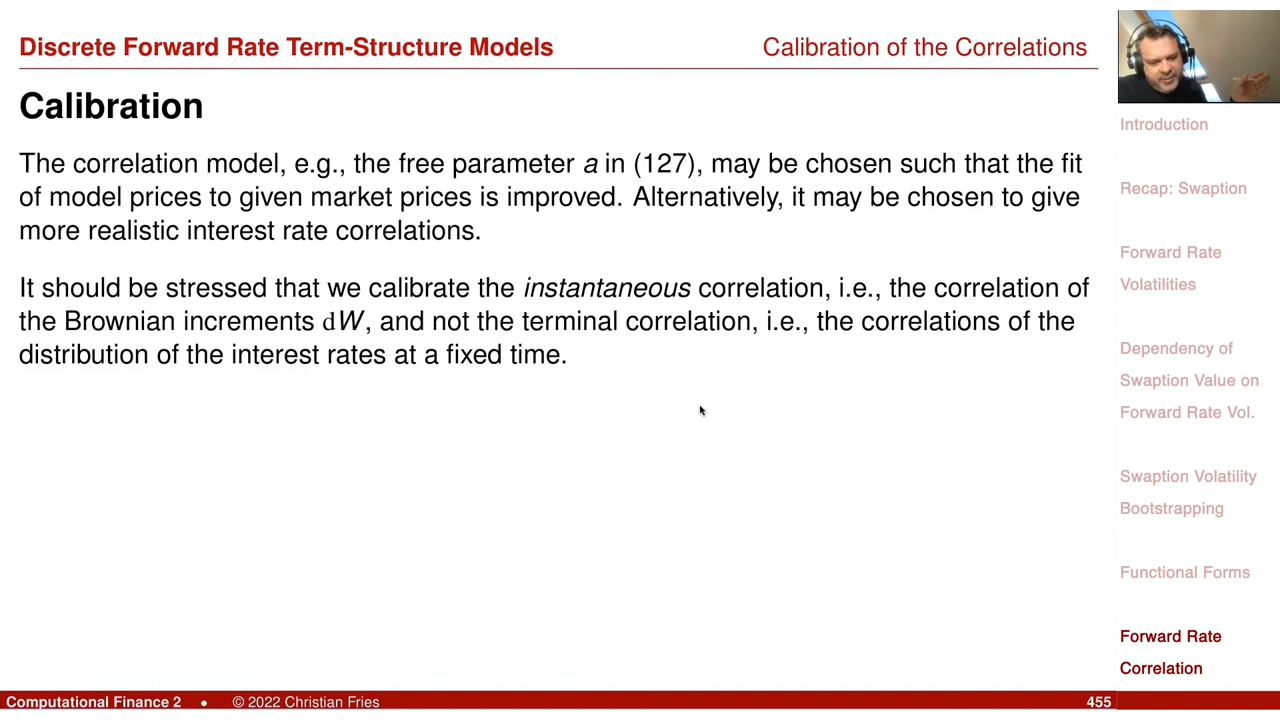 Discrete Forward Rate Term-Structure Models
Calibration of the Correlations
Calibration
The correlation model, e.g., the free parameter a in (127), may be chosen such that the fit
of model prices to given market prices is improved. Alternatively, it may be chosen to give
more realistic interest rate correlations.
It should be stressed that we calibrate the instantaneous correlation, i.e., the correlation of
the Brownian increments dW, and not the terminal correlation, i.e., the correlations of the
distribution of the interest rates at a fixed time.
Introduction
Recap: Swaption
Forward Rate
Volatilities
Dependency of
Swaption Value on
Forward Rate Vol.
Swaption Volatility
Bootstrapping
Functional Forms
Forward Rate
Correlation
Computational Finance 2 • © 2022 Christian Fries 455